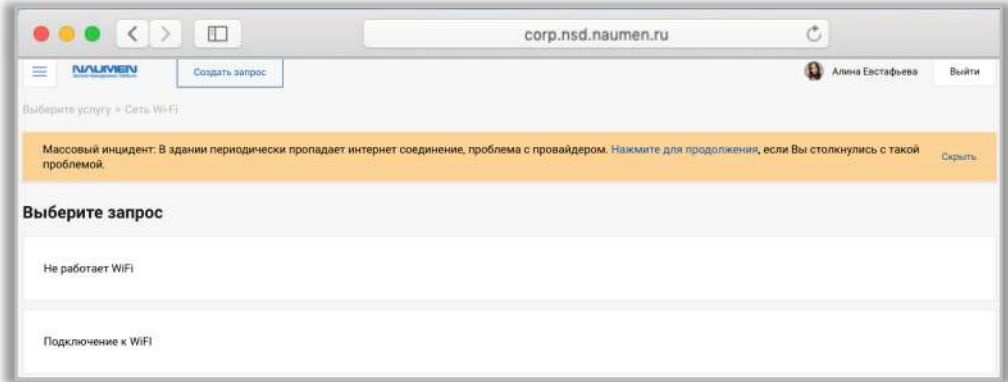 corp.nsd.naumen.ru
NAUMEN
Создать запрос
Алина Евстафьева
Выйти
Выберите услугу » Сеть Wi-Fi
Массовый инцидент: В здании периодически пропадает интернет соединение, проблема с провайдером. Нажмите для продолжения, если Вы столкнулись с такой
проблемой.
Скрыть
Выберите запрос
Не работает WiFi
Подключение к WiFI